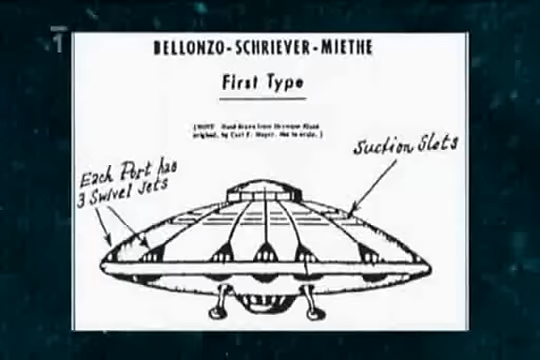 1
BELLONZO-SCHRIEVER-MIETHE
First Type
Suction Slots
Each Port has
3 Swivel Jets